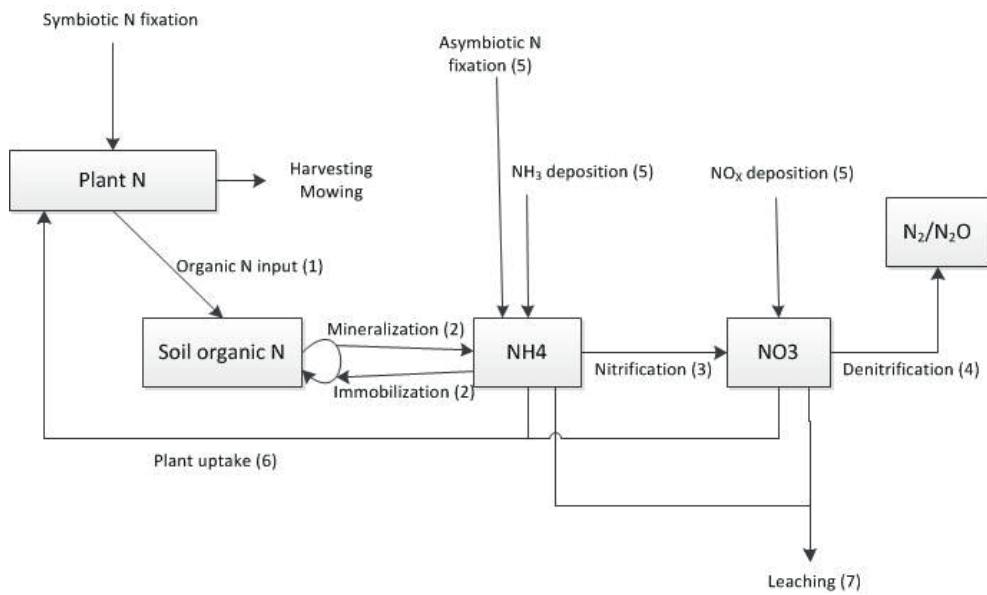 Symbiotic N fixation
Asymbiotic N
fixation (5)
Plant N
Harvesting
Mowing
NH₃ deposition (5)
NOₓ deposition (5)
N₂/N₂O
Organic N input (1)
Soil organic N
Mineralization (2)
Immobilization (2)
NH4
Nitrification (3)
NO3
Denitrification (4)
Plant uptake (6)
Leaching (7)